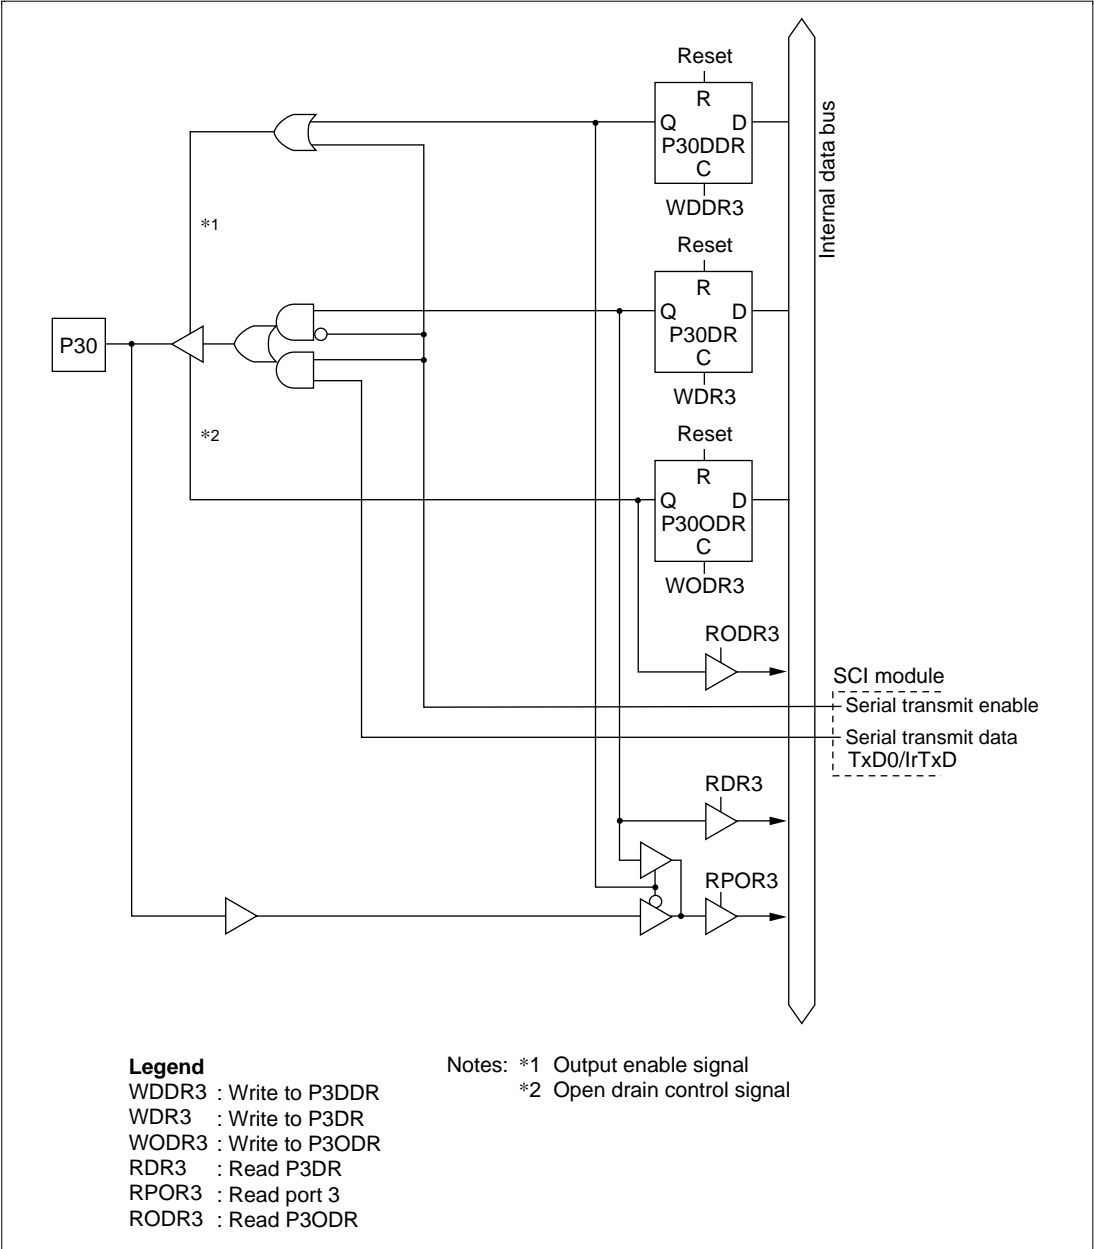 Reset
R
Q D
P30DDR
C
WDDR3
Internal data bus
*1
Reset
R
Q D
P30DR
C
WDR3
P30
*2
Reset
R
Q D
P30ODR
C
WODR3
RODR3
SCI module
Serial transmit enable
Serial transmit data
TxD0/IrTxD
RDR3
RPOR3
Legend
WDDR3 : Write to P3DDR
WDR3 : Write to P3DR
WODR3 : Write to P3ODR
RDR3 : Read P3DR
RPOR3 : Read port 3
RODR3 : Read P3ODR
Notes: *1 Output enable signal
*2 Open drain control signal